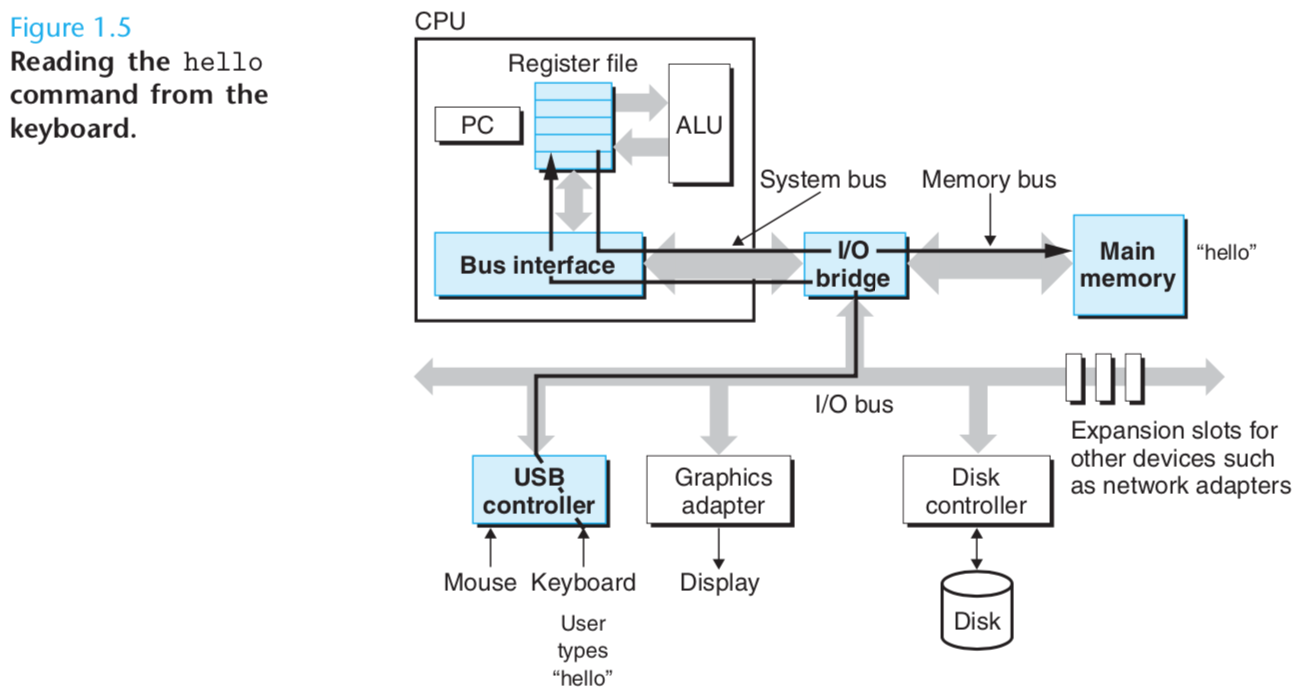 Figure 1.5
Reading the hello
command from the
keyboard.
CPU
Register file
PC
ALU
System bus
Memory bus
Bus interface
I/O
bridge
Main
memory
“hello”
I/O bus
Expansion slots for
other devices such
as network adapters
USB
controller
Graphics
adapter
Disk
controller
Mouse
Keyboard
Display
Disk
User
types
“hello”